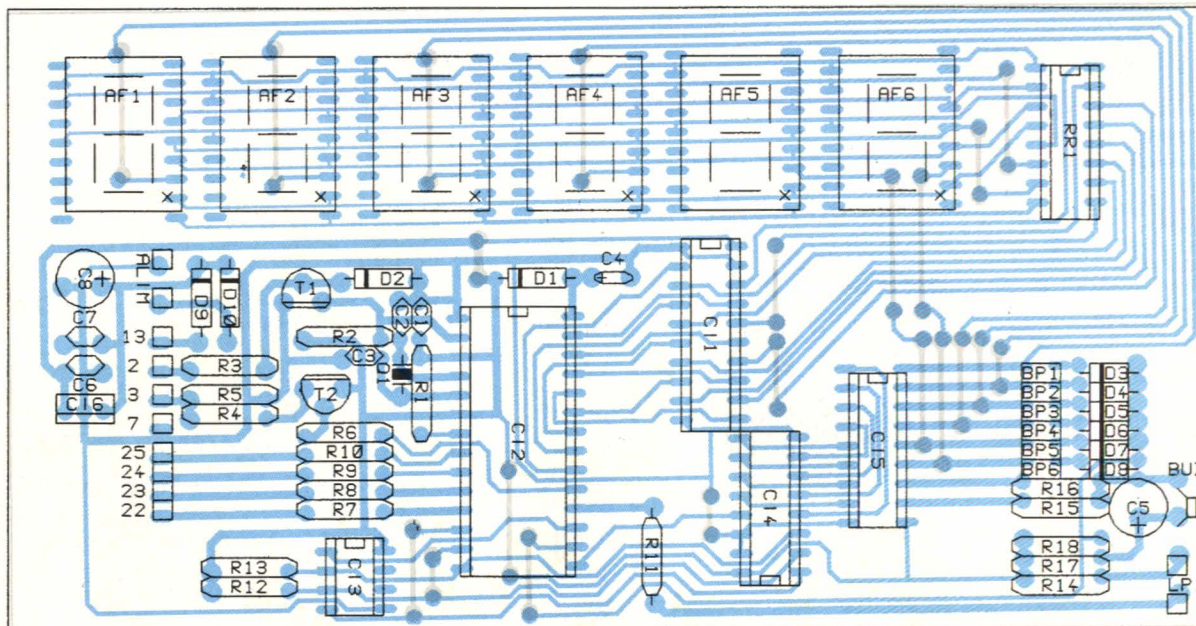 AF1 AF2 AF3 AF4 AF5 AF6
RR1
AL
IM
C8
D9
D10
T1
D2
D1
C4
C7
13
R2
C2
C1
CI1
C6
2
R3
C3
Q1
R1
CI6
3
R5
R4
T2
7
R6
R10
25
R9
24
R8
23
R7
22
CI2
CI5
BP1 D3
BP2 D4
BP3 D5
BP4 D6
BP5 D7
BP6 D8
R16
R15
C5
CI4
R11
R13
R12
CI3
R18
R17
R14
LP